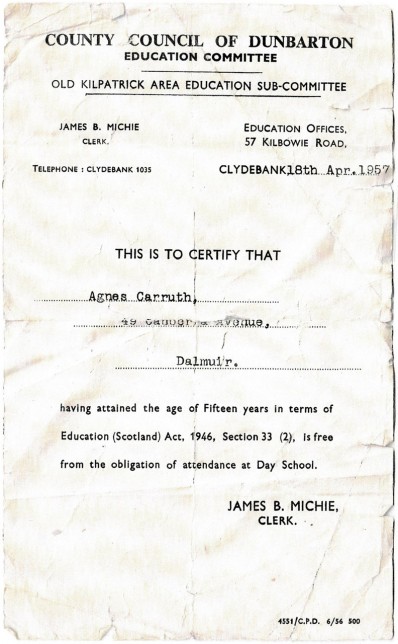 COUNTY COUNCIL OF DUNBARTON
EDUCATION COMMITTEE
OLD KILPATRICK AREA EDUCATION SUB-COMMITTEE
JAMES B. MICHIE
CLERK.
TELEPHONE : CLYDEBANK 1035
EDUCATION OFFICES,
57 KILBOWIE ROAD,
CLYDEBANK 18th Apr. 1957
THIS IS TO CERTIFY THAT
Agnes Carruth,
49 Avenue,
Dalmuir.
having attained the age of Fifteen years in terms of
Education (Scotland) Act, 1946, Section 33 (2), is free
from the obligation of attendance at Day School.
JAMES B. MICHIE,
CLERK.
4551/C.P.D. 6/56 500